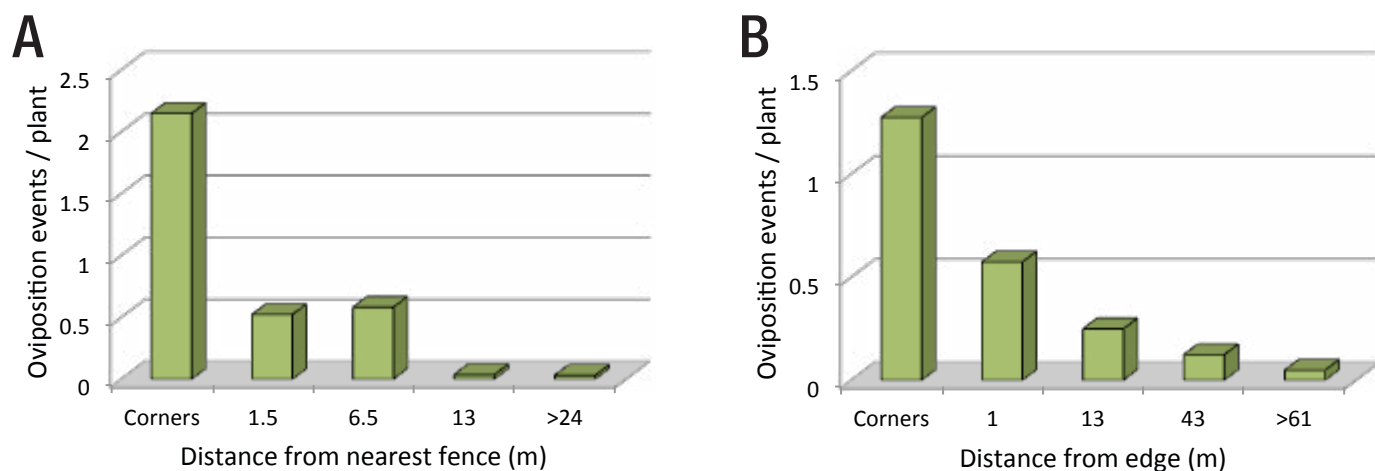 A
Oviposition events / plant
2.5
2
1.5
1
0.5
0
Corners 1.5 6.5 13 >24
Distance from nearest fence (m)
B
Oviposition events / plant
1.5
1
0.5
0
Corners 1 13 43 >61
Distance from edge (m)